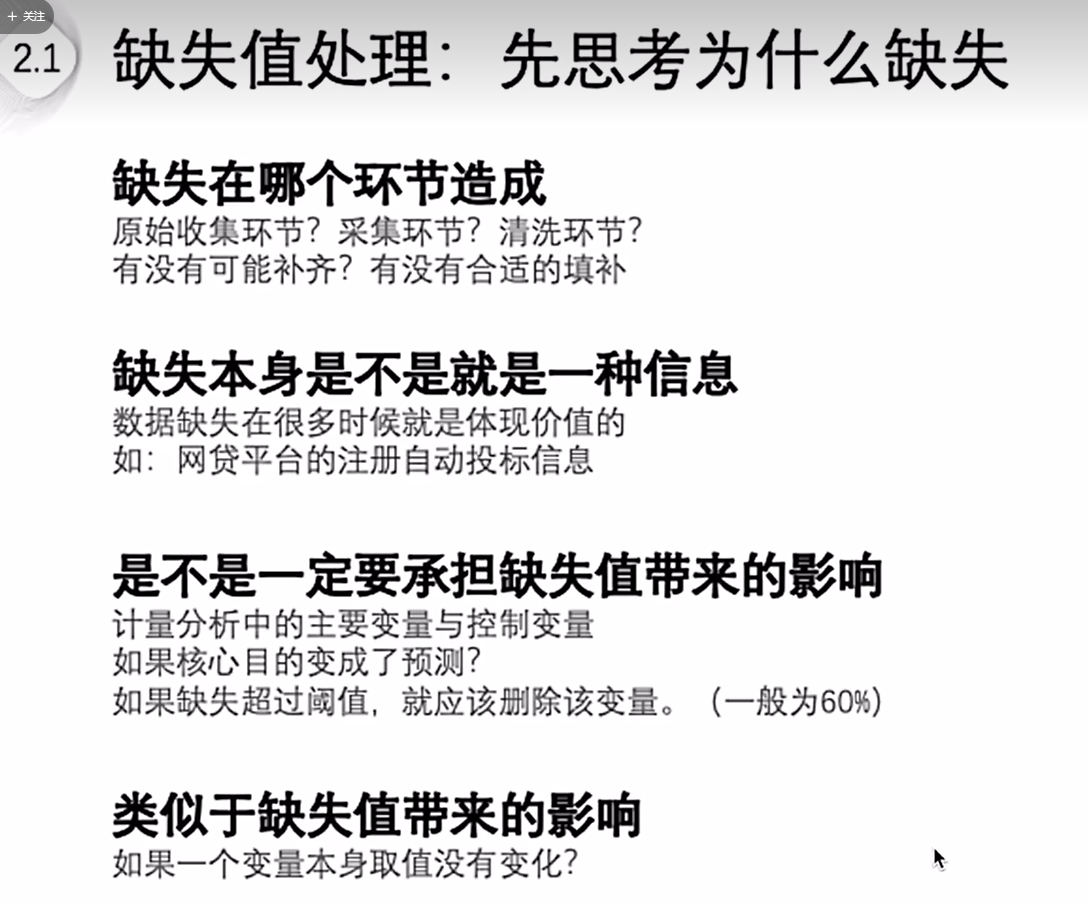 + 关注
2.1
缺失值处理：先思考为什么缺失
缺失在哪个环节造成
原始收集环节？采集环节？清洗环节？
有没有可能补齐？有没有合适的填补
缺失本身是不是就是一种信息
数据缺失在很多时候就是体现价值的
如：网贷平台的注册自动投标信息
是不是一定要承担缺失值带来的影响
计量分析中的主要变量与控制变量
如果核心目的变成了预测？
如果缺失超过阈值，就应该删除该变量。（一般为60%）
类似于缺失值带来的影响
如果一个变量本身取值没有变化？